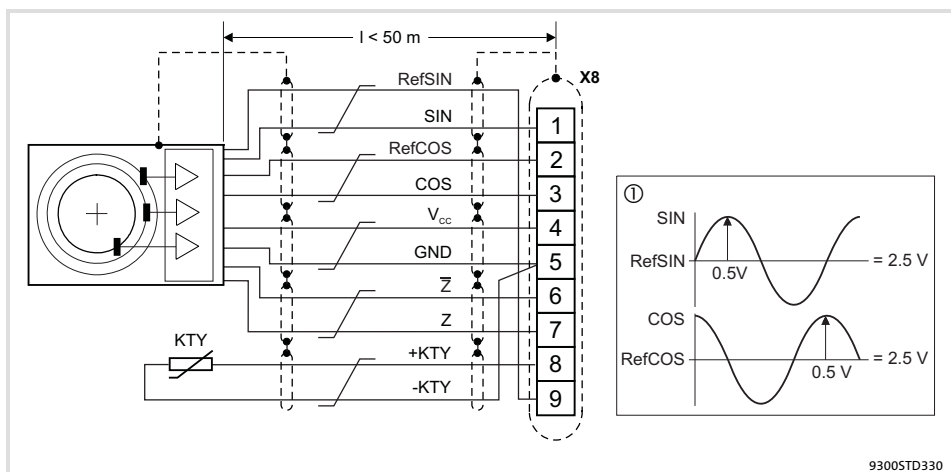 l < 50 m
X8
RefSIN
SIN
RefCOS
COS
Vcc
GND
Z̅
Z
KTY
+KTY
-KTY
1
2
3
4
5
6
7
8
9
①
SIN
RefSIN
0.5V
= 2.5 V
COS
RefCOS
0.5 V
= 2.5 V
9300STD330